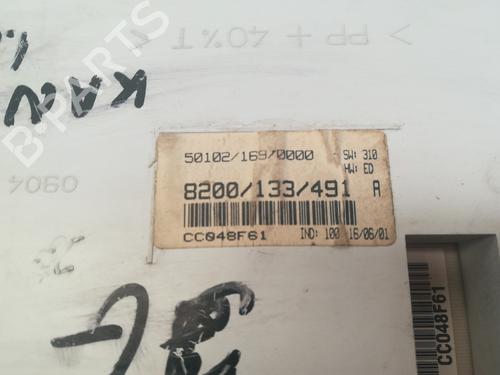 > PP + 40%T <
KAN
B-PARTS
50102/169/0000 SW: 310
HW: ED
8200/133/491 A
CC048F61 IND: 100 16/06/01
0904
CC048F61